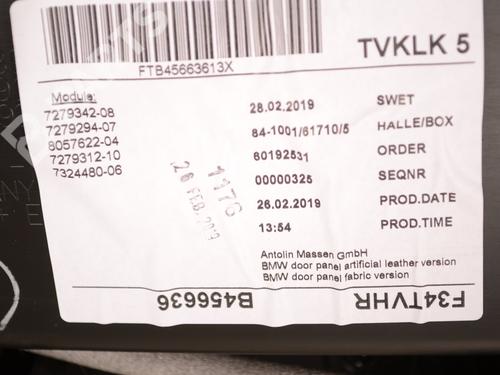 TVKLK 5
FTB45663613X
Module:
7279342-08
7279294-07
8057622-04
7279312-10
7324480-06
28.02.2019 SWET
84-1001/61710/5 HALLE/BOX
60192531 ORDER
00000325 SEQNR
26.02.2019 PROD.DATE
13:54 PROD.TIME
117G
26 FEB. 2019
Antolin Massen GmbH
BMW door panel artificial leather version
BMW door panel fabric version
F34TVHR B456636